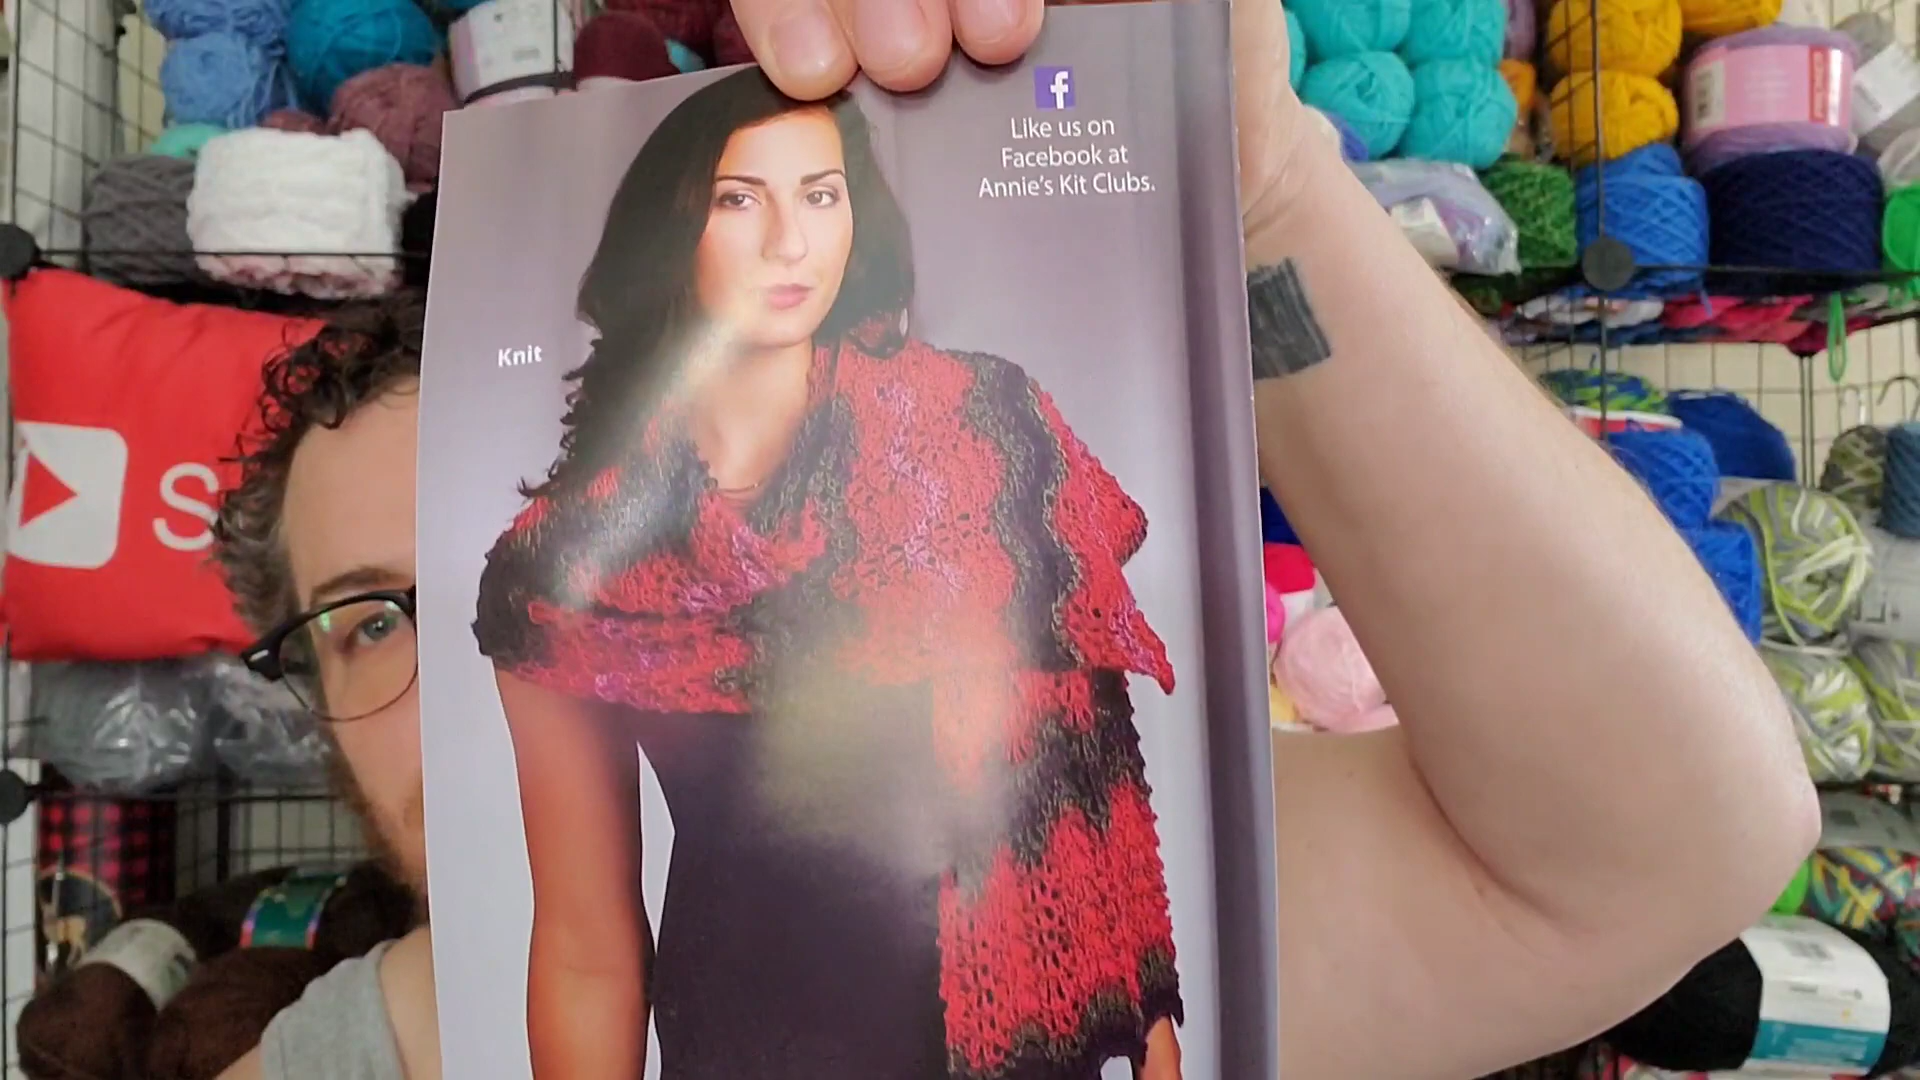 f
Like us on
Facebook at
Annie's Kit Clubs.
Knit
S